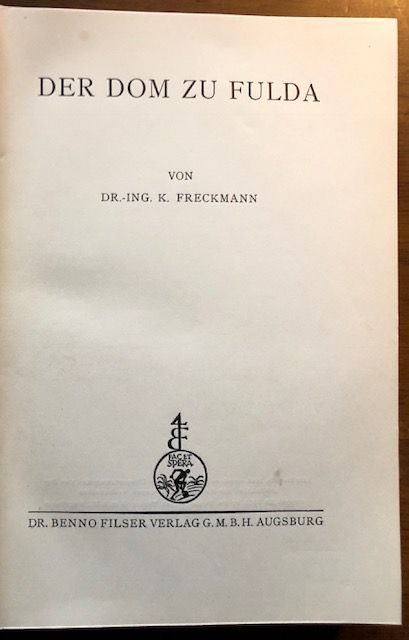 DER DOM ZU FULDA
VON
DR.-ING. K. FRECKMANN
FAC ET
SPERA
DR. BENNO FILSER VERLAG G. M. B. H. AUGSBURG